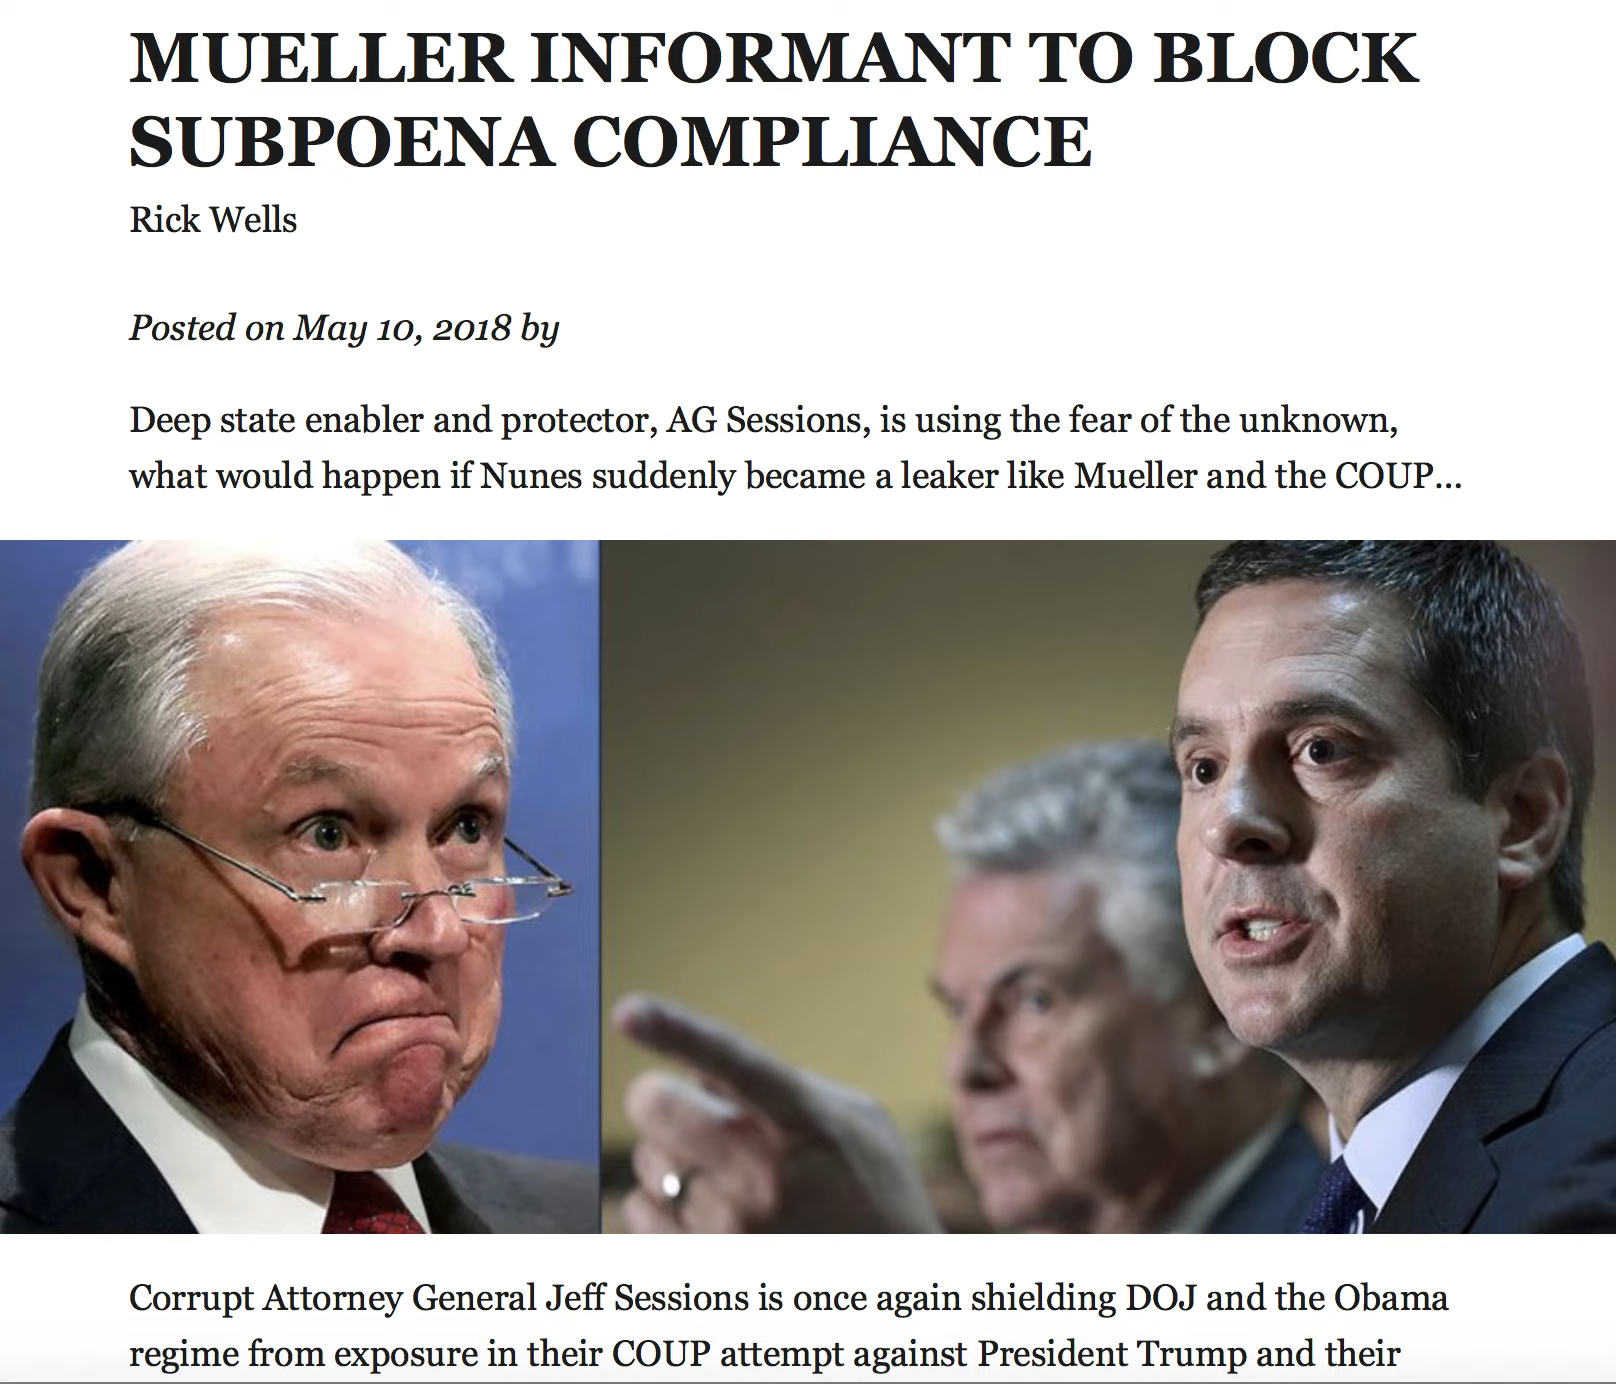 MUELLER INFORMANT TO BLOCK
SUBPOENA COMPLIANCE
Rick Wells
Posted on May 10, 2018 by
Deep state enabler and protector, AG Sessions, is using the fear of the unknown,
what would happen if Nunes suddenly became a leaker like Mueller and the COUP...
Corrupt Attorney General Jeff Sessions is once again shielding DOJ and the Obama
regime from exposure in their COUP attempt against President Trump and their